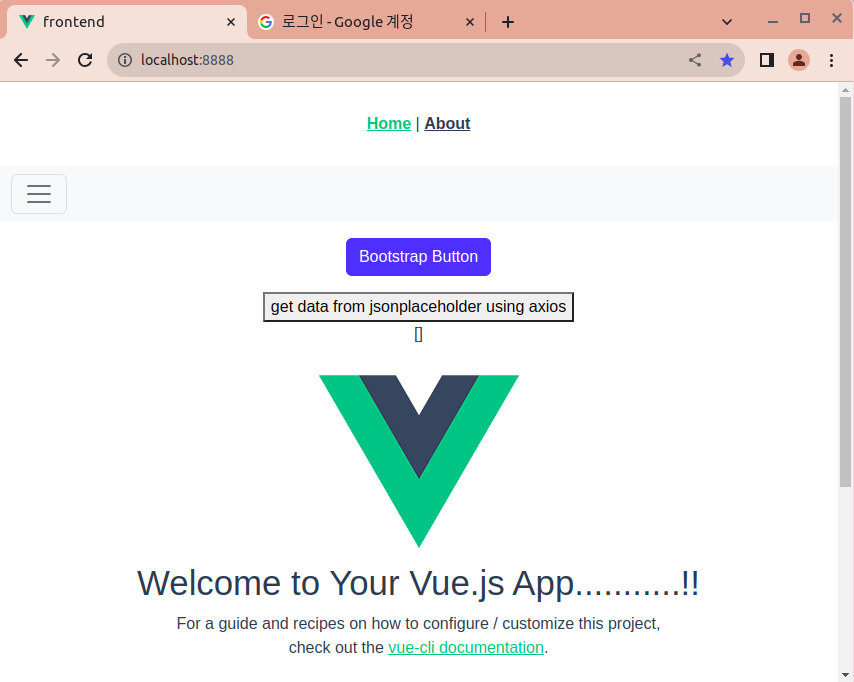 frontend
로그인 - Google 계정
localhost:8888
Home | About
Bootstrap Button
get data from jsonplaceholder using axios
[]
Welcome to Your Vue.js App...........!!
For a guide and recipes on how to configure / customize this project,
check out the vue-cli documentation.